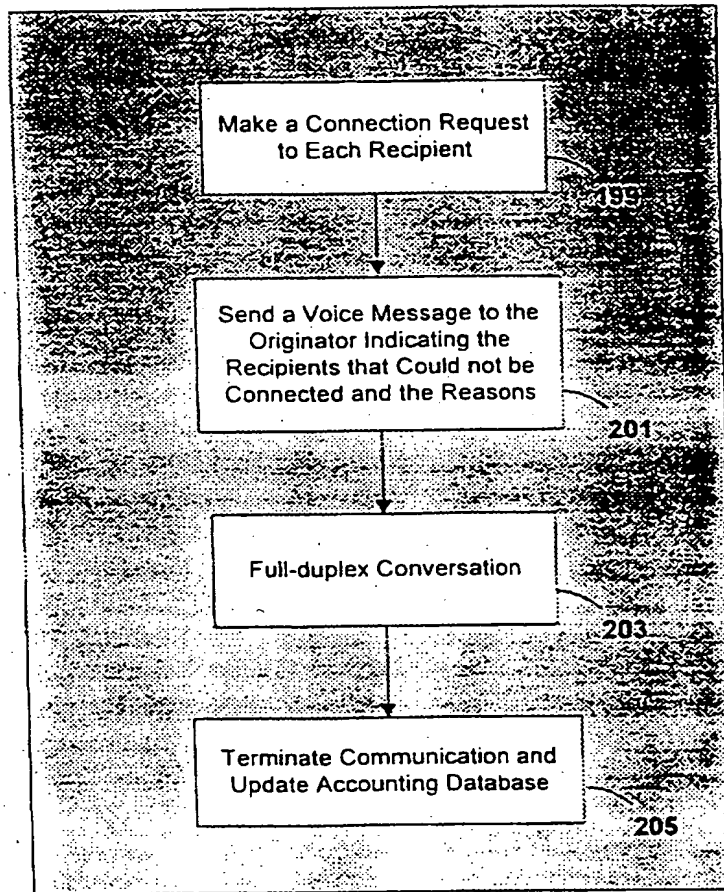 Make a Connection Request
to Each Recipient
199
Send a Voice Message to the
Originator Indicating the
Recipients that Could not be
Connected and the Reasons
201
Full-duplex Conversation
203
Terminate Communication and
Update Accounting Database
205